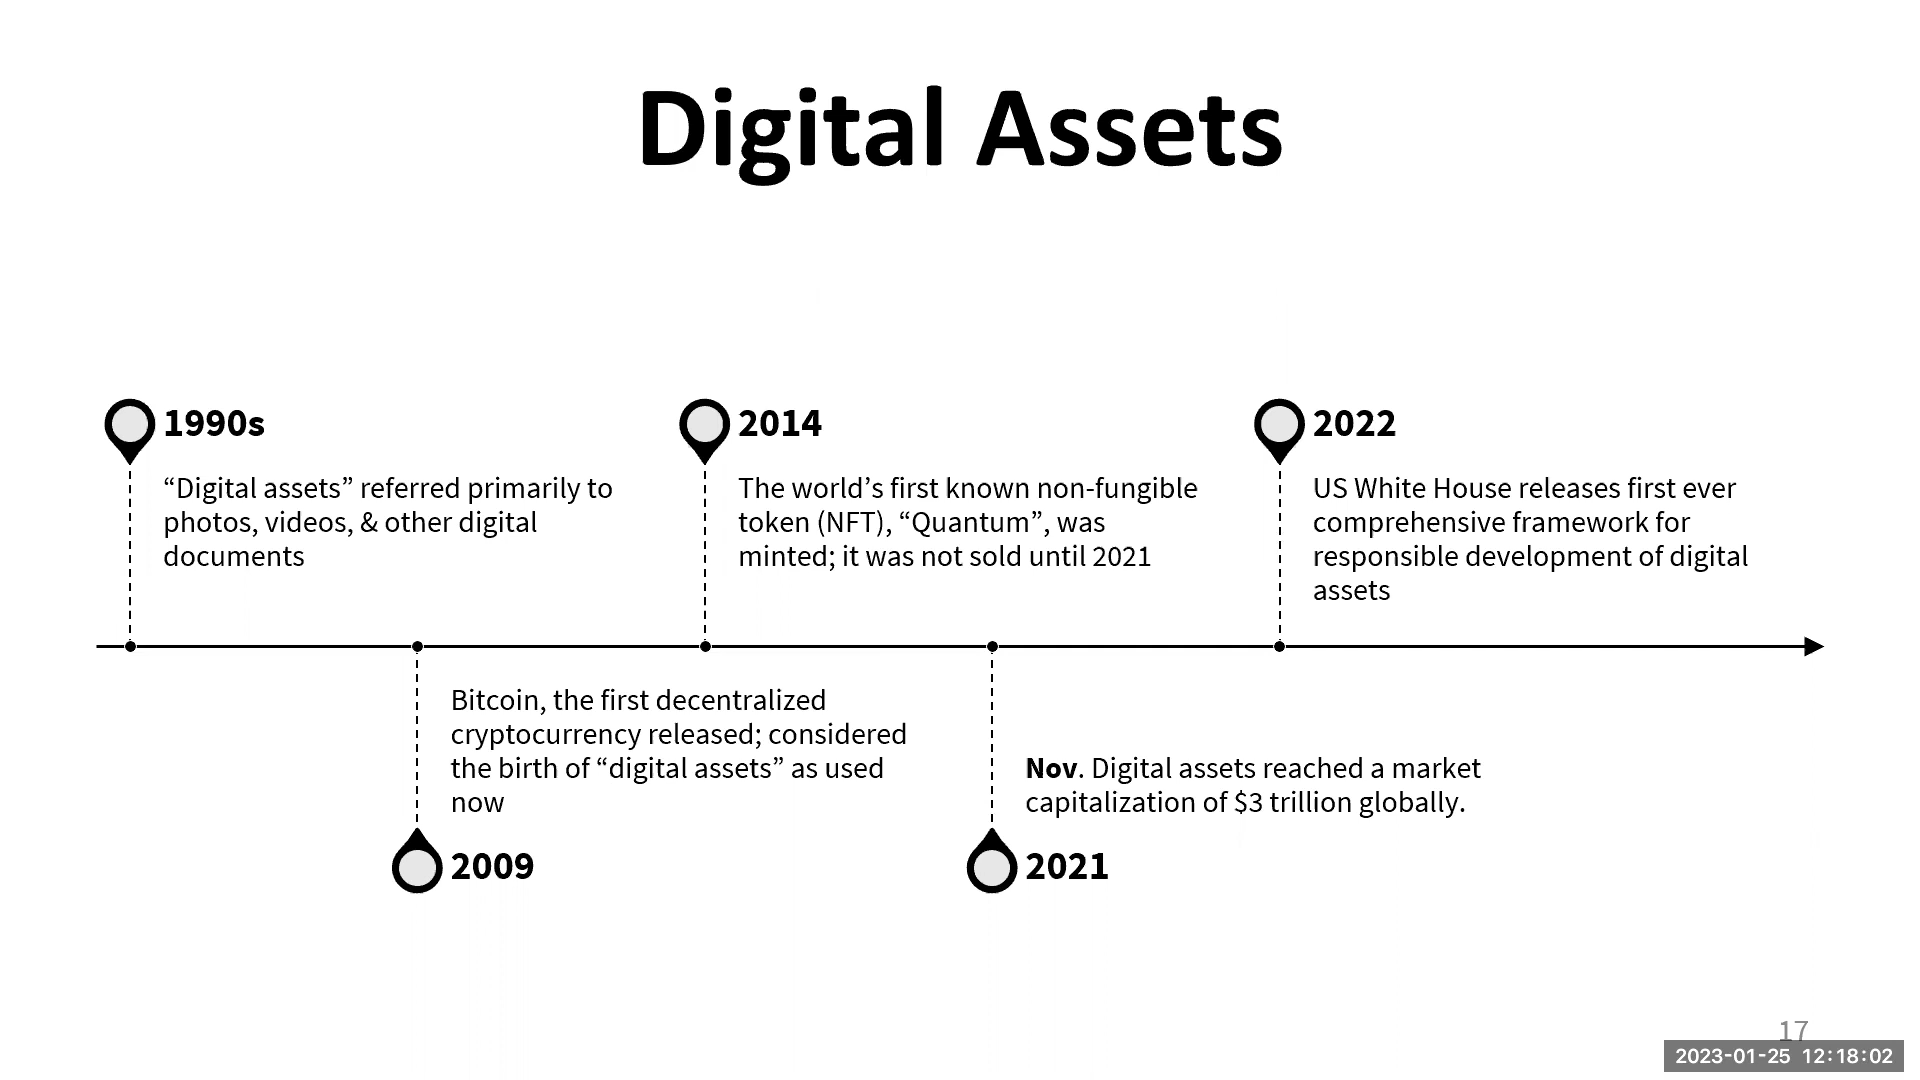 Digital Assets
1990s
“Digital assets” referred primarily to
photos, videos, & other digital
documents
2014
The world’s first known non-fungible
token (NFT), “Quantum”, was
minted; it was not sold until 2021
2022
US White House releases first ever
comprehensive framework for
responsible development of digital
assets
Bitcoin, the first decentralized
cryptocurrency released; considered
the birth of “digital assets” as used
now
2009
Nov. Digital assets reached a market
capitalization of $3 trillion globally.
2021
17
2023-01-25 12:18:02